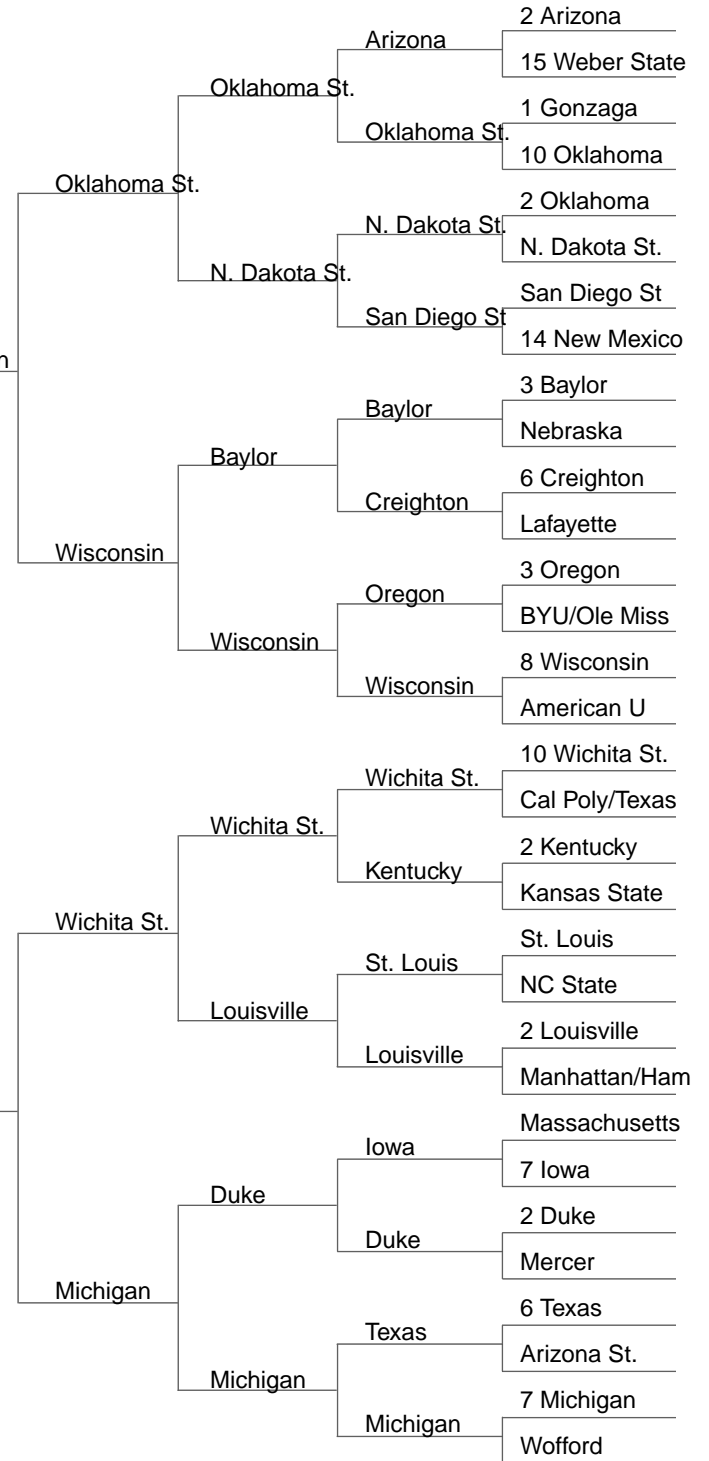 2 Arizona
Arizona
15 Weber State
Oklahoma St.
1 Gonzaga
Oklahoma St.
10 Oklahoma
Oklahoma St.
2 Oklahoma
N. Dakota St.
N. Dakota St.
N. Dakota St.
San Diego St
San Diego St
14 New Mexico
n
3 Baylor
Baylor
Nebraska
Baylor
6 Creighton
Creighton
Lafayette
Wisconsin
3 Oregon
Oregon
BYU/Ole Miss
Wisconsin
8 Wisconsin
Wisconsin
American U
10 Wichita St.
Wichita St.
Cal Poly/Texas
Wichita St.
2 Kentucky
Kentucky
Kansas State
Wichita St.
St. Louis
St. Louis
NC State
Louisville
2 Louisville
Louisville
Manhattan/Ham
Massachusetts
Iowa
7 Iowa
Duke
2 Duke
Duke
Mercer
Michigan
6 Texas
Texas
Arizona St.
Michigan
7 Michigan
Michigan
Wofford